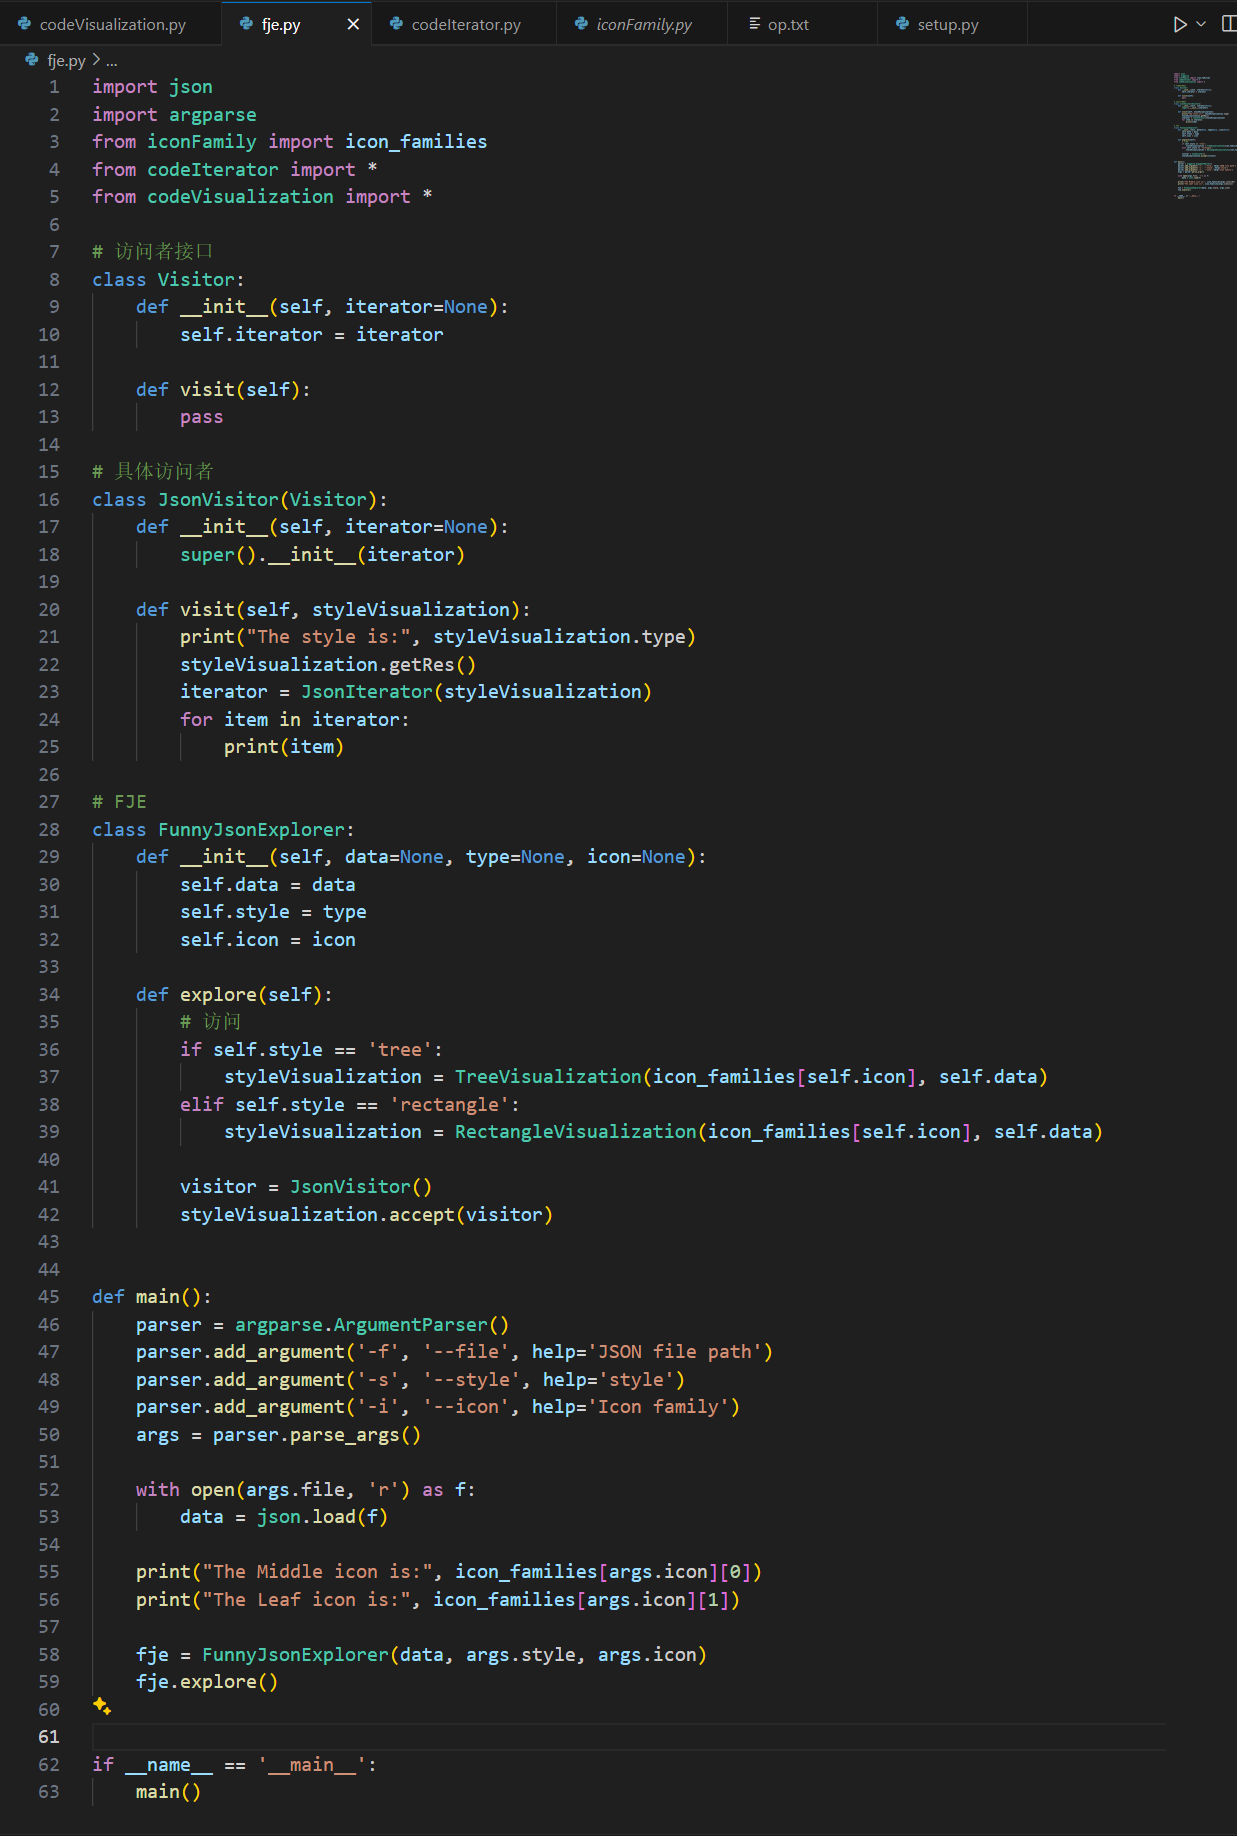 codeVisualization.py fje.py codeIterator.py iconFamily.py op.txt setup.py
fje.py > ...
1 import json
2 import argparse
3 from iconFamily import icon_families
4 from codeIterator import *
5 from codeVisualization import *
6
7 # 访问者接口
8 class Visitor:
9     def __init__(self, iterator=None):
10         self.iterator = iterator
11
12     def visit(self):
13         pass
14
15 # 具体访问者
16 class JsonVisitor(Visitor):
17     def __init__(self, iterator=None):
18         super().__init__(iterator)
19
20     def visit(self, styleVisualization):
21         print("The style is:", styleVisualization.type)
22         styleVisualization.getRes()
23         iterator = JsonIterator(styleVisualization)
24         for item in iterator:
25             print(item)
26
27 # FJE
28 class FunnyJsonExplorer:
29     def __init__(self, data=None, type=None, icon=None):
30         self.data = data
31         self.style = type
32         self.icon = icon
33
34     def explore(self):
35         # 访问
36         if self.style == 'tree':
37             styleVisualization = TreeVisualization(icon_families[self.icon], self.data)
38         elif self.style == 'rectangle':
39             styleVisualization = RectangleVisualization(icon_families[self.icon], self.data)
40
41         visitor = JsonVisitor()
42         styleVisualization.accept(visitor)
43
44
45 def main():
46     parser = argparse.ArgumentParser()
47     parser.add_argument('-f', '--file', help='JSON file path')
48     parser.add_argument('-s', '--style', help='style')
49     parser.add_argument('-i', '--icon', help='Icon family')
50     args = parser.parse_args()
51
52     with open(args.file, 'r') as f:
53         data = json.load(f)
54
55     print("The Middle icon is:", icon_families[args.icon][0])
56     print("The Leaf icon is:", icon_families[args.icon][1])
57
58     fje = FunnyJsonExplorer(data, args.style, args.icon)
59     fje.explore()
60
61
62 if __name__ == '__main__':
63     main()